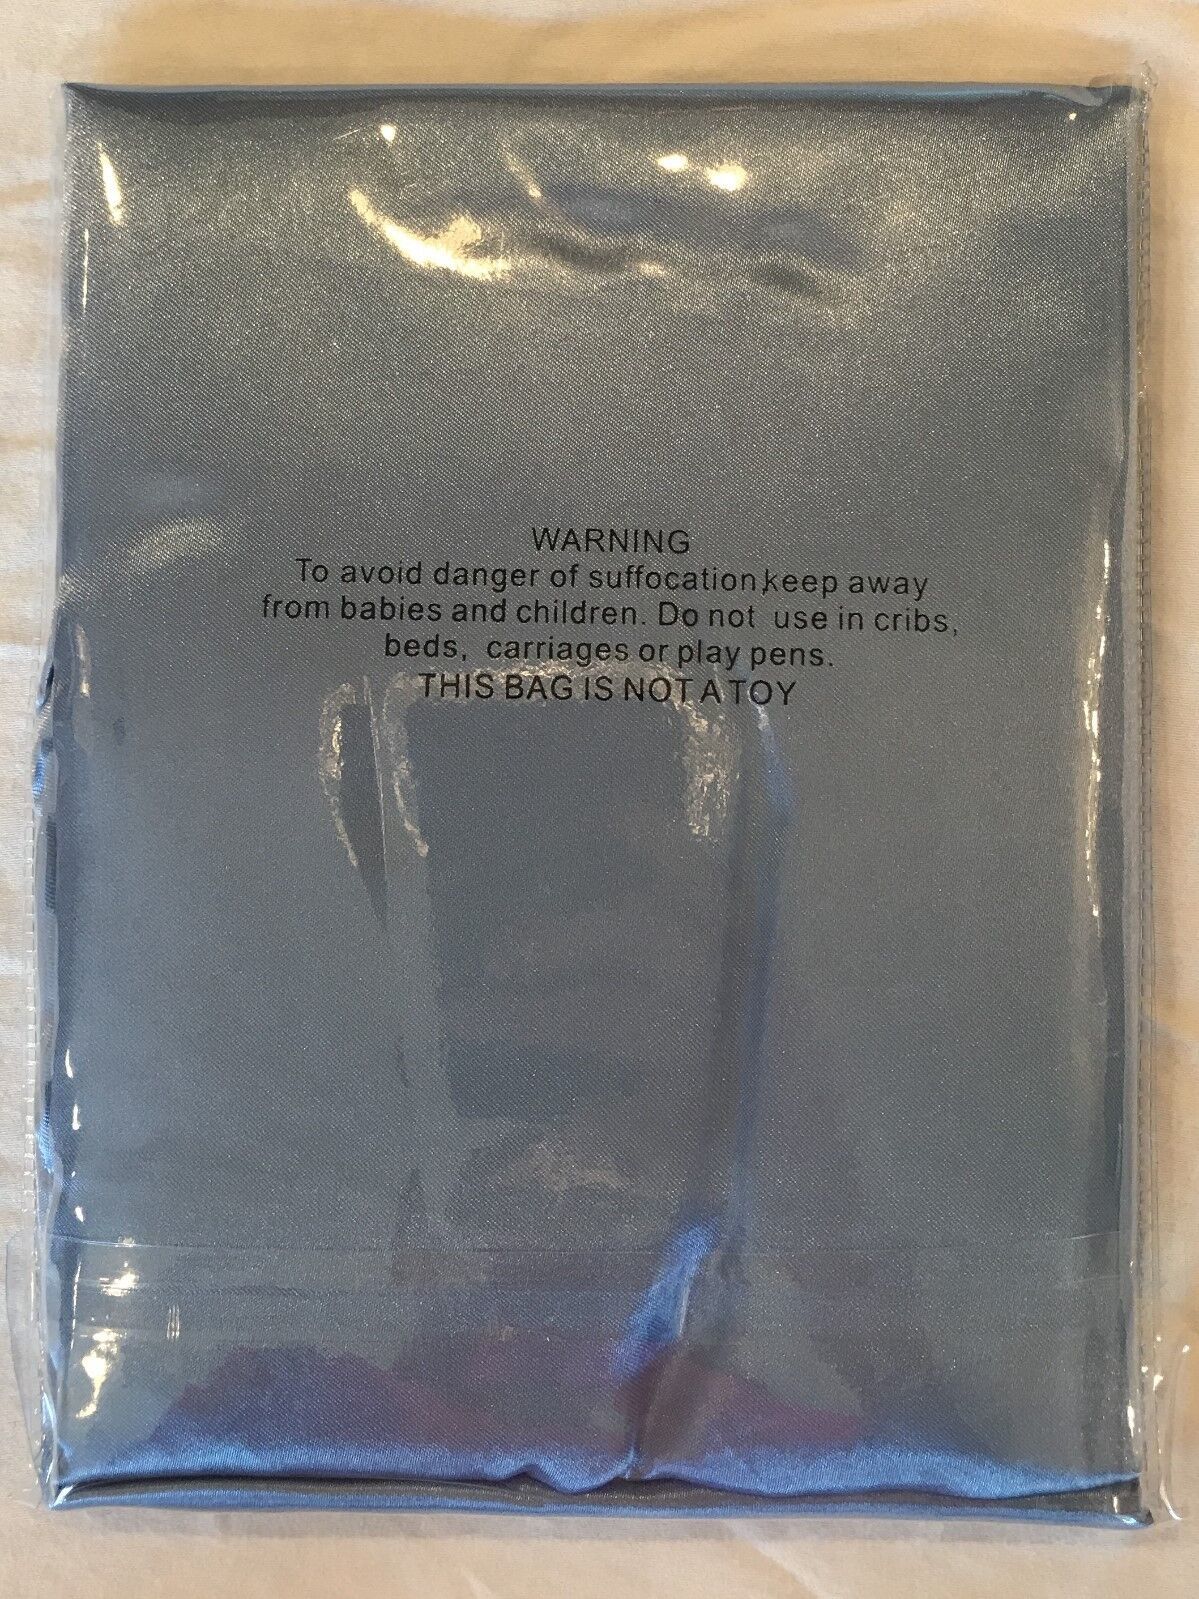 WARNING
To avoid danger of suffocation,keep away
from babies and children. Do not use in cribs,
beds, carriages or play pens.
THIS BAG IS NOT A TOY